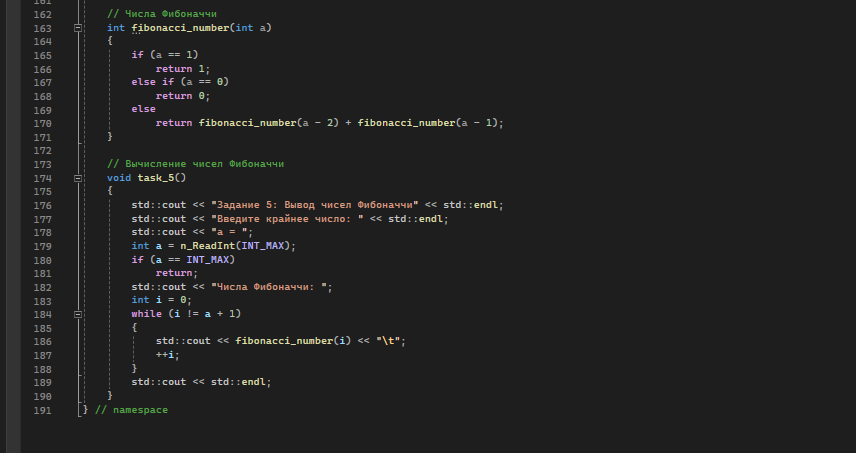 162 // Числа Фибоначчи
163 int fibonacci_number(int a)
164 {
165 if (a == 1)
166 return 1;
167 else if (a == 0)
168 return 0;
169 else
170 return fibonacci_number(a - 2) + fibonacci_number(a - 1);
171 }
172
173 // Вычисление чисел Фибоначчи
174 void task_5()
175 {
176 std::cout << "Задание 5: Вывод чисел Фибоначчи" << std::endl;
177 std::cout << "Введите крайнее число: " << std::endl;
178 std::cout << "a = ";
179 int a = n_ReadInt(INT_MAX);
180 if (a == INT_MAX)
181 return;
182 std::cout << "Числа Фибоначчи: ";
183 int i = 0;
184 while (i != a + 1)
185 {
186 std::cout << fibonacci_number(i) << "\t";
187 ++i;
188 }
189 std::cout << std::endl;
190 }
191 } // namespace